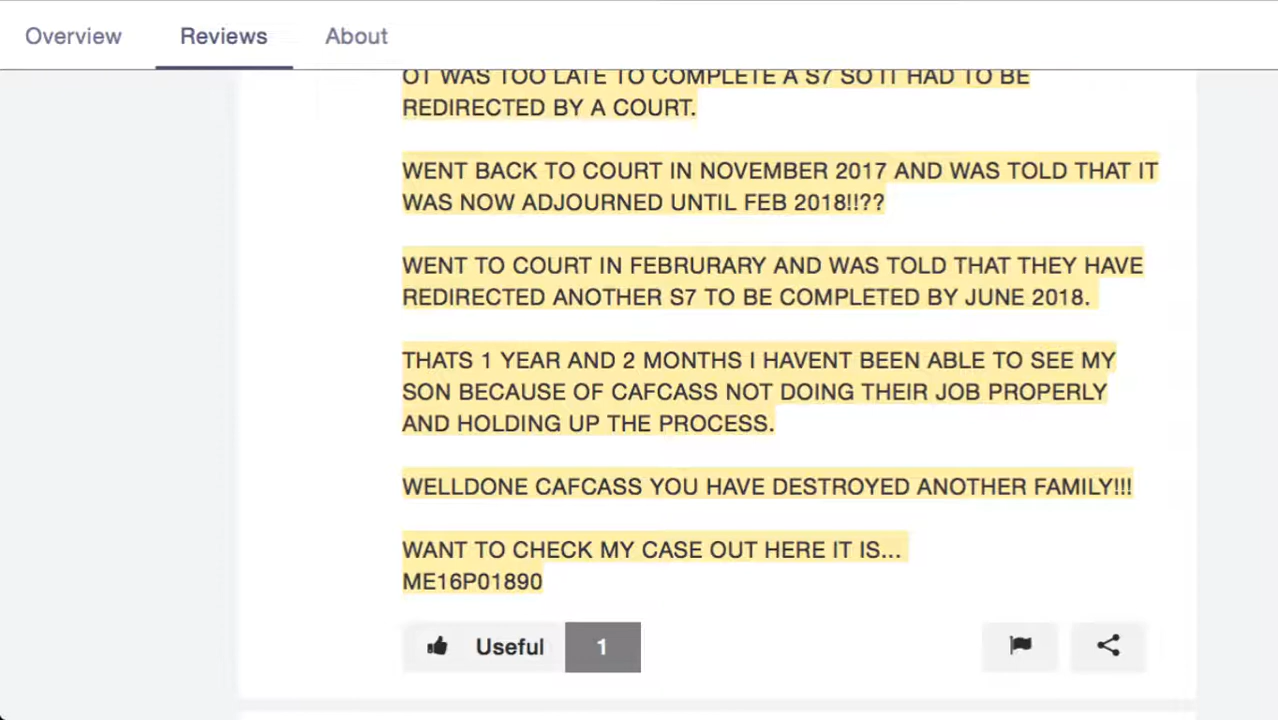 Overview
Reviews
About
OT WAS TOO LATE TO COMPLETE A S7 SO IT HAD TO BE
REDIRECTED BY A COURT.
WENT BACK TO COURT IN NOVEMBER 2017 AND WAS TOLD THAT IT
WAS NOW ADJOURNED UNTIL FEB 2018!!??
WENT TO COURT IN FEBRURARY AND WAS TOLD THAT THEY HAVE
REDIRECTED ANOTHER S7 TO BE COMPLETED BY JUNE 2018.
THATS 1 YEAR AND 2 MONTHS I HAVENT BEEN ABLE TO SEE MY
SON BECAUSE OF CAFCASS NOT DOING THEIR JOB PROPERLY
AND HOLDING UP THE PROCESS.
WELLDONE CAFCASS YOU HAVE DESTROYED ANOTHER FAMILY!!!
WANT TO CHECK MY CASE OUT HERE IT IS...
ME16P01890
Useful
1